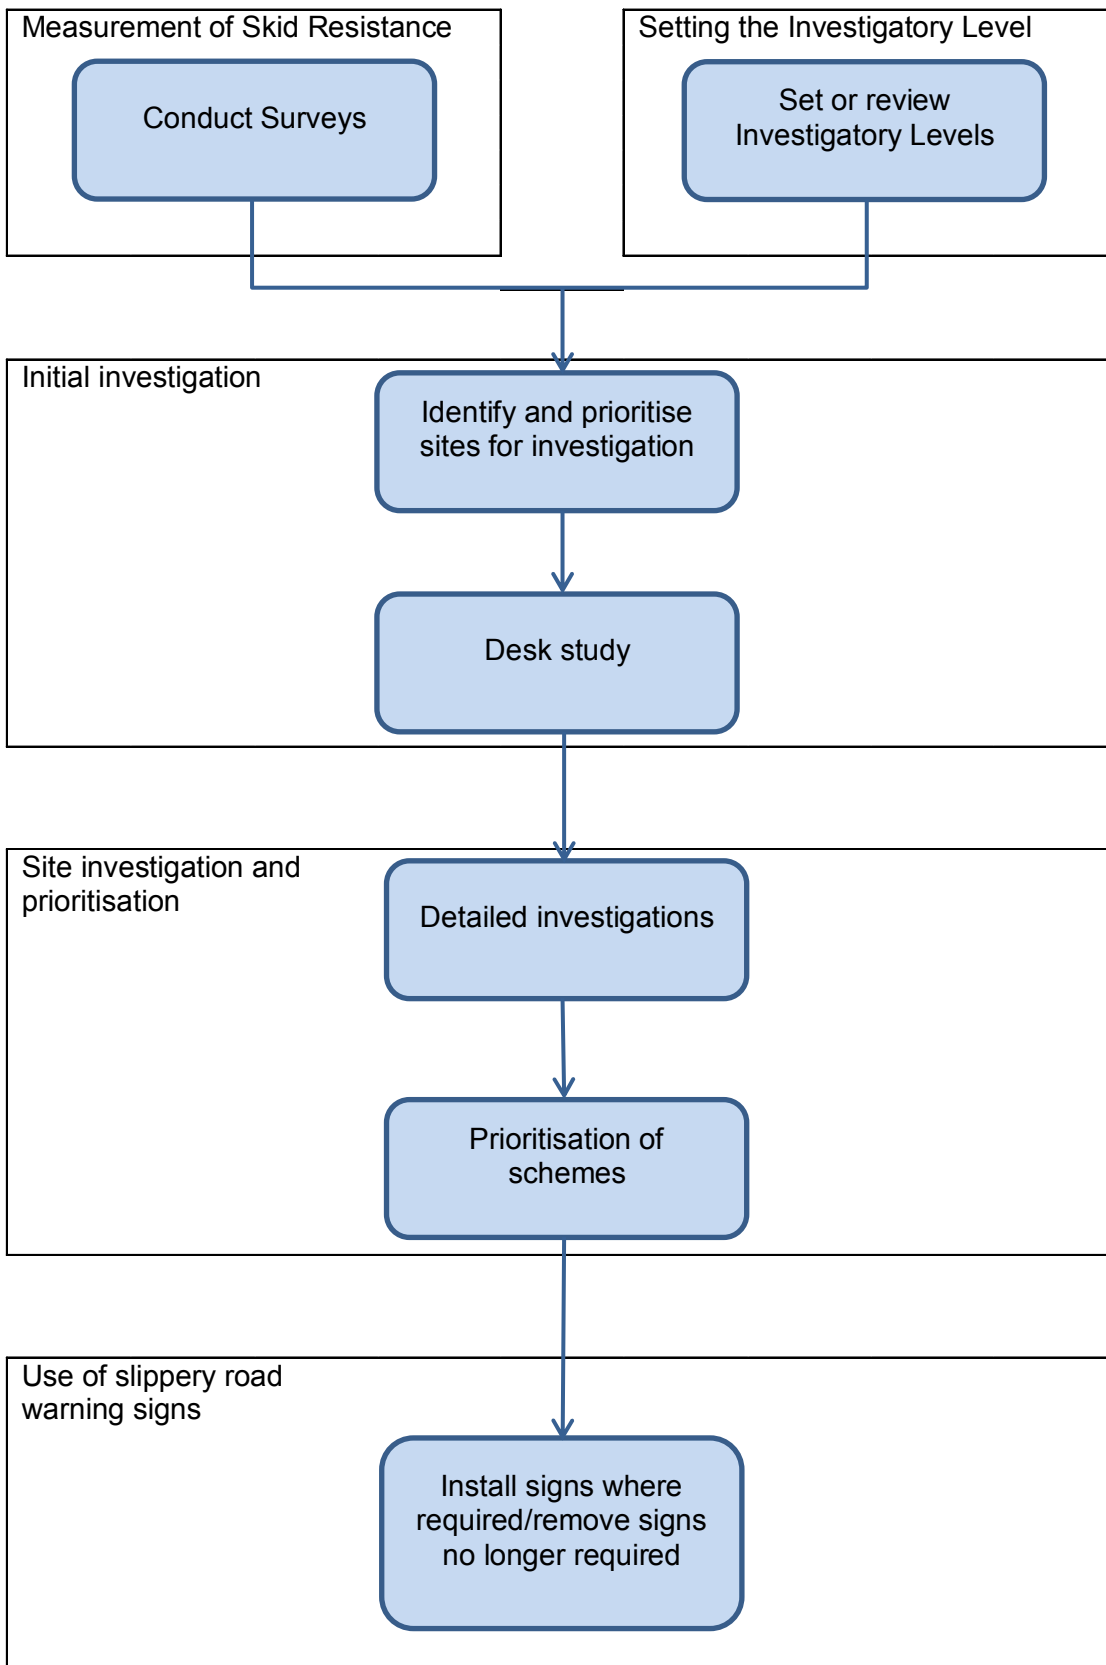 Measurement of Skid Resistance
Conduct Surveys
Setting the Investigatory Level
Set or review
Investigatory Levels
Initial investigation
Identify and prioritise
sites for investigation
Desk study
Site investigation and
prioritisation
Detailed investigations
Prioritisation of
schemes
Use of slippery road
warning signs
Install signs where
required/remove signs
no longer required